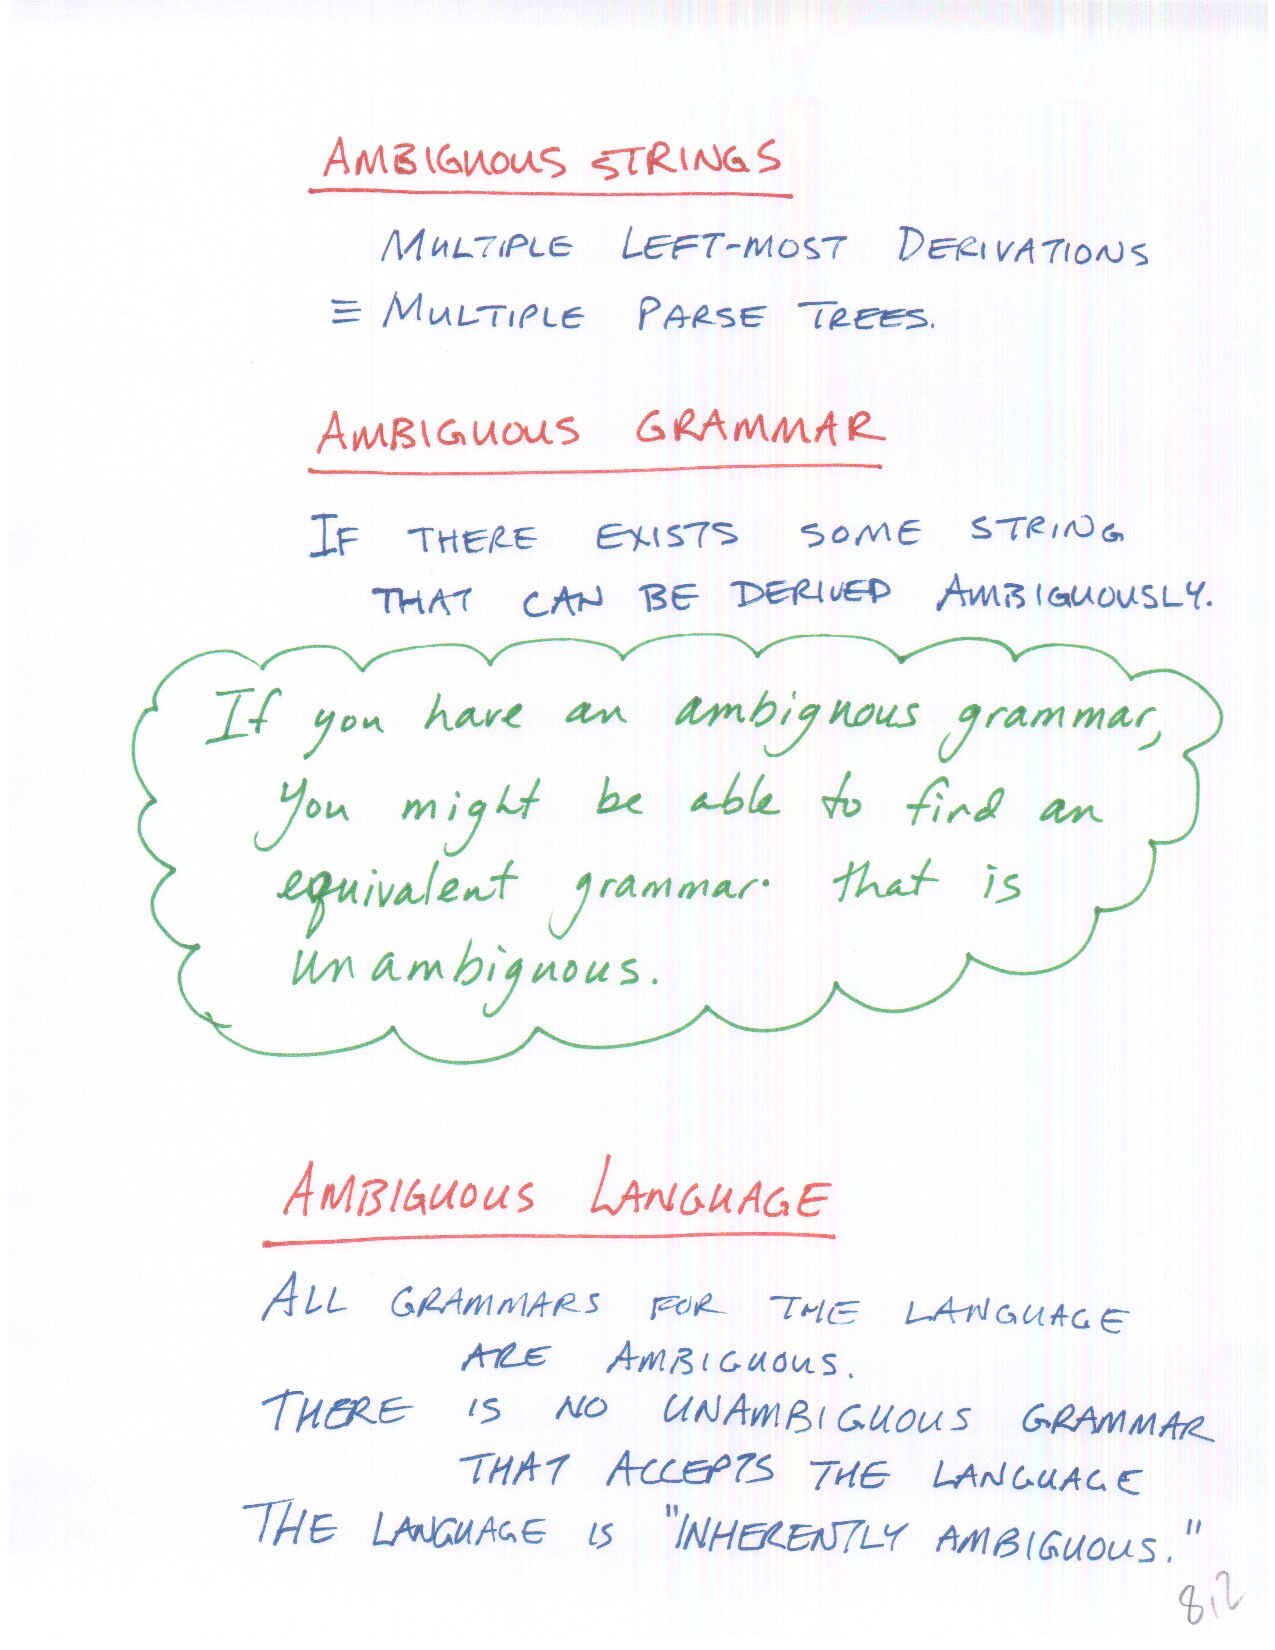 AMBIGUOUS STRINGS
MULTIPLE LEFT-MOST DERIVATIONS
≡ MULTIPLE PARSE TREES.
AMBIGUOUS GRAMMAR
IF THERE EXISTS SOME STRING
THAT CAN BE DERIVED AMBIGUOUSLY.
If you have an ambiguous grammar,
you might be able to find an
equivalent grammar that is
unambiguous.
AMBIGUOUS LANGUAGE
ALL GRAMMARS FOR THE LANGUAGE
ARE AMBIGUOUS.
THERE IS NO UNAMBIGUOUS GRAMMAR
THAT ACCEPTS THE LANGUAGE
THE LANGUAGE IS "INHERENTLY AMBIGUOUS."
8.2